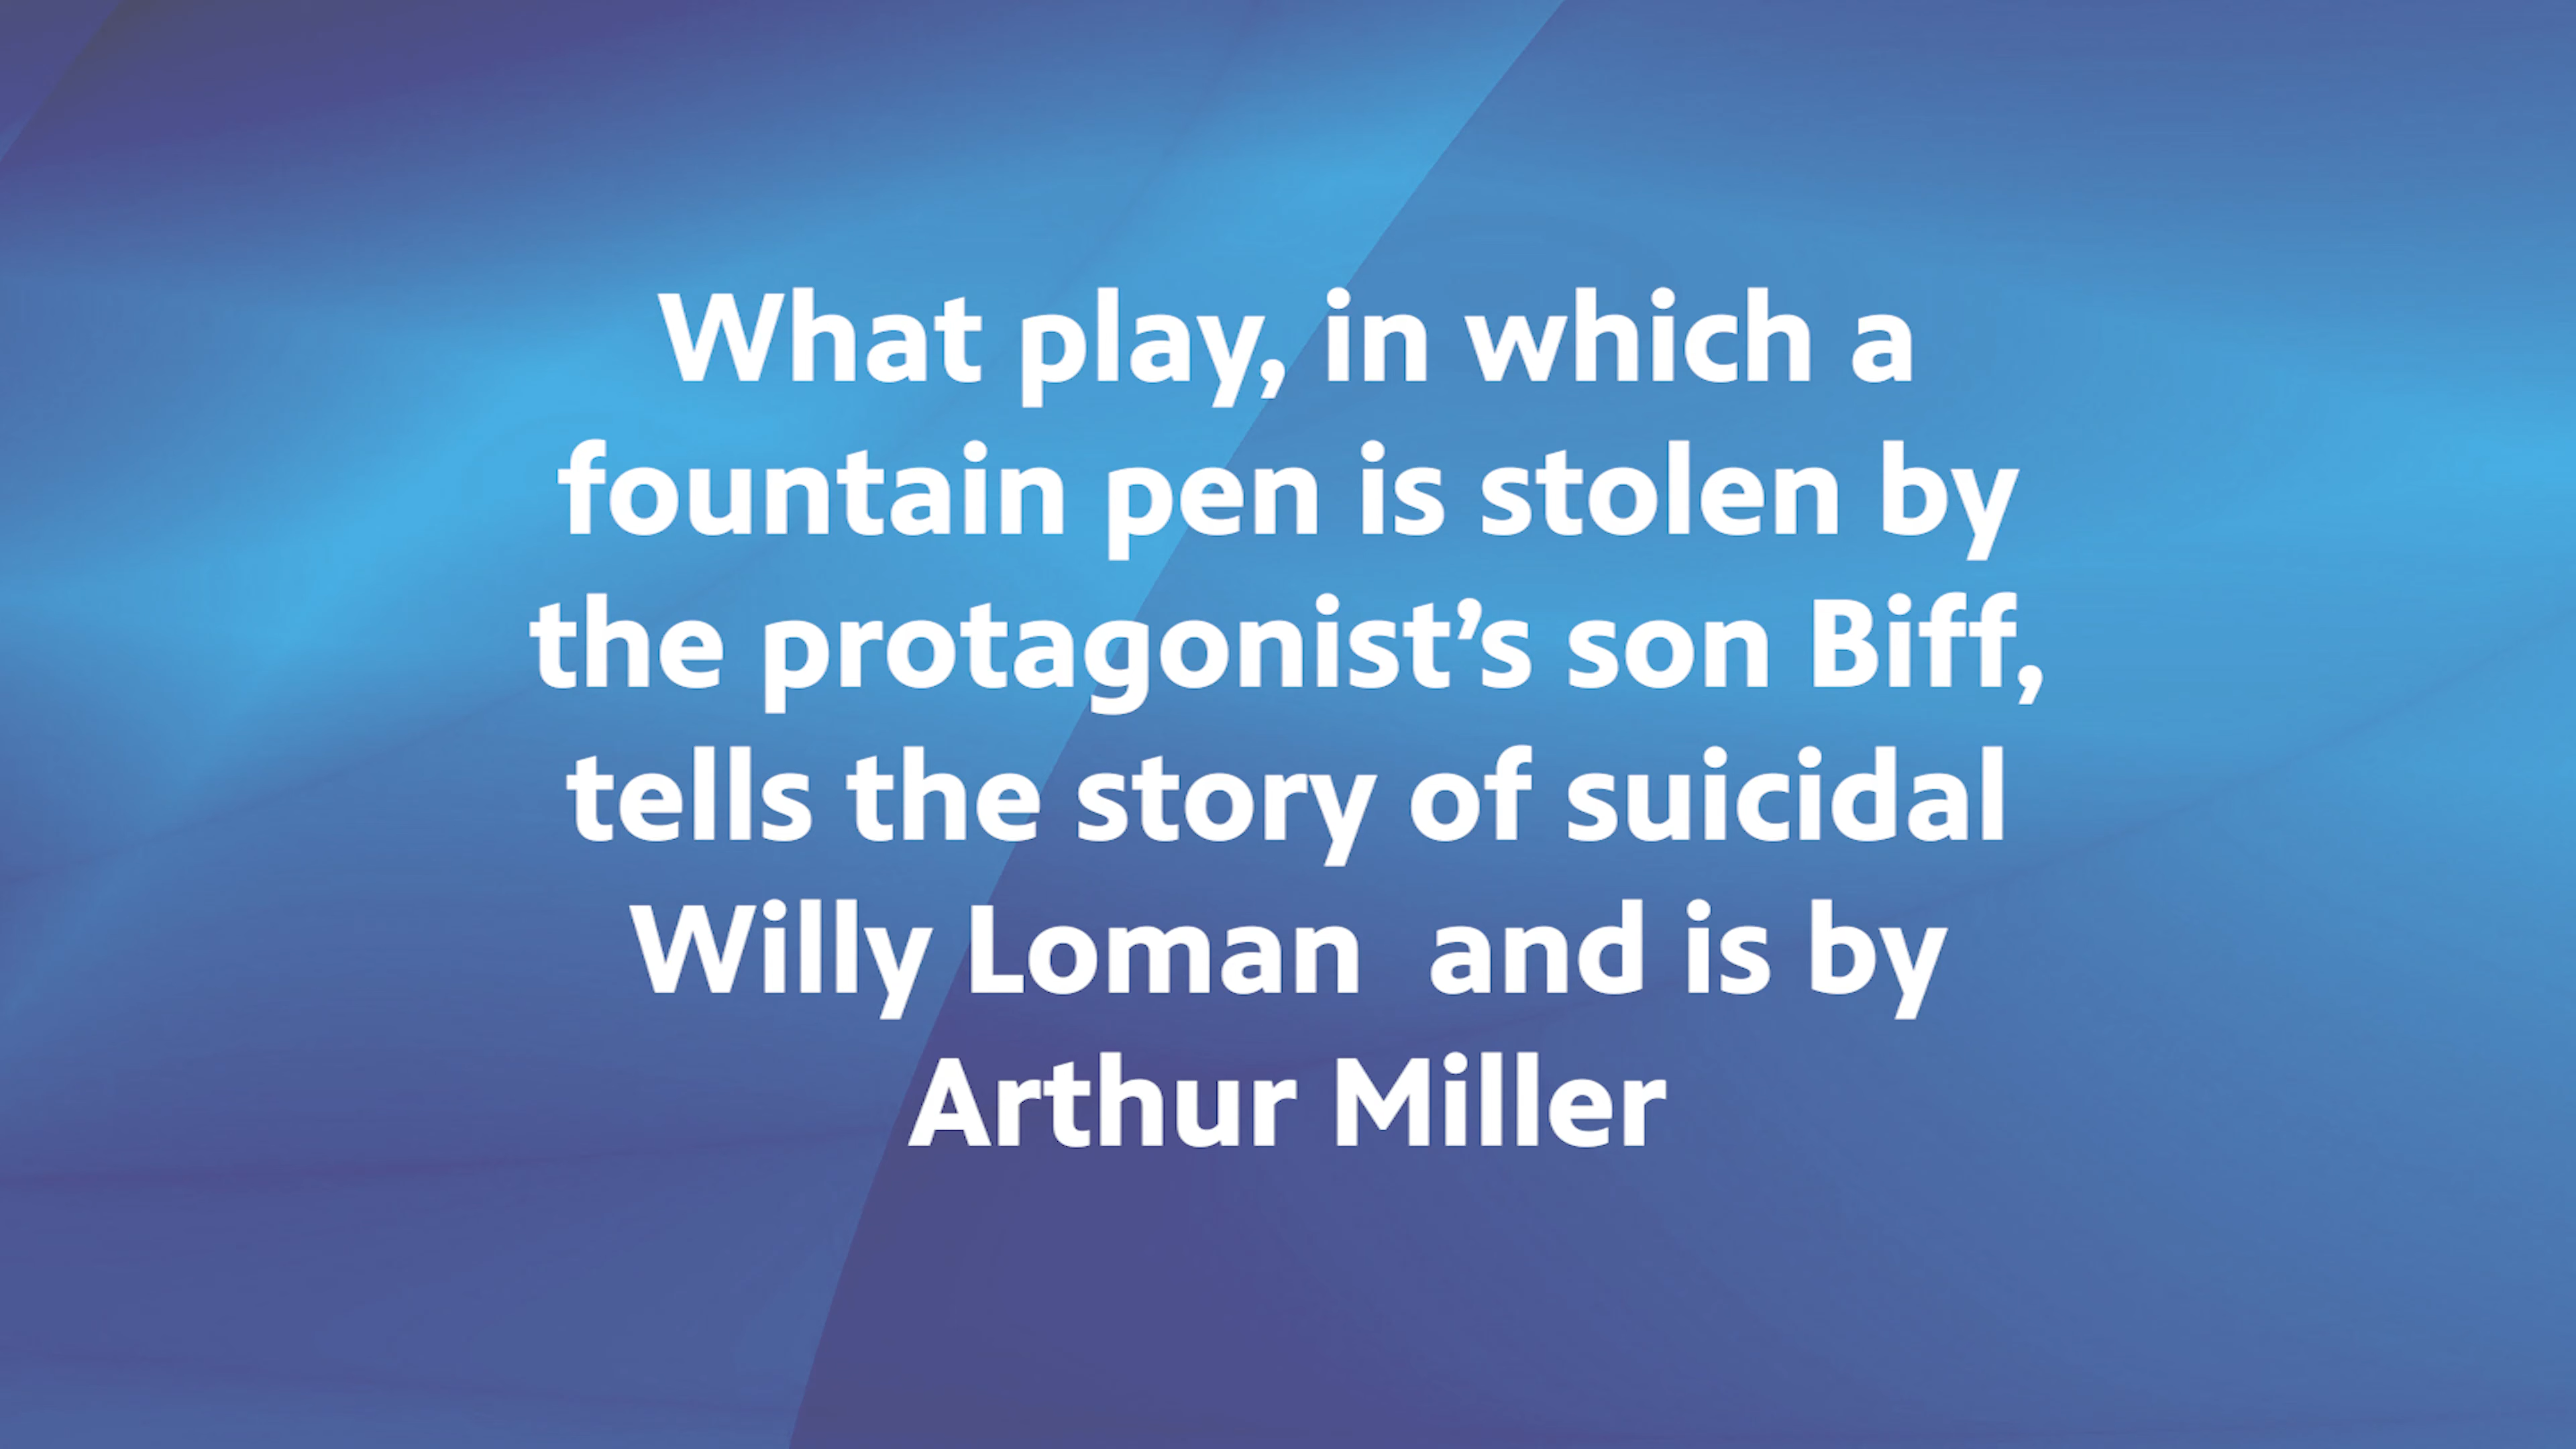 What play, in which a
fountain pen is stolen by
the protagonist’s son Biff,
tells the story of suicidal
Willy Loman  and is by
Arthur Miller